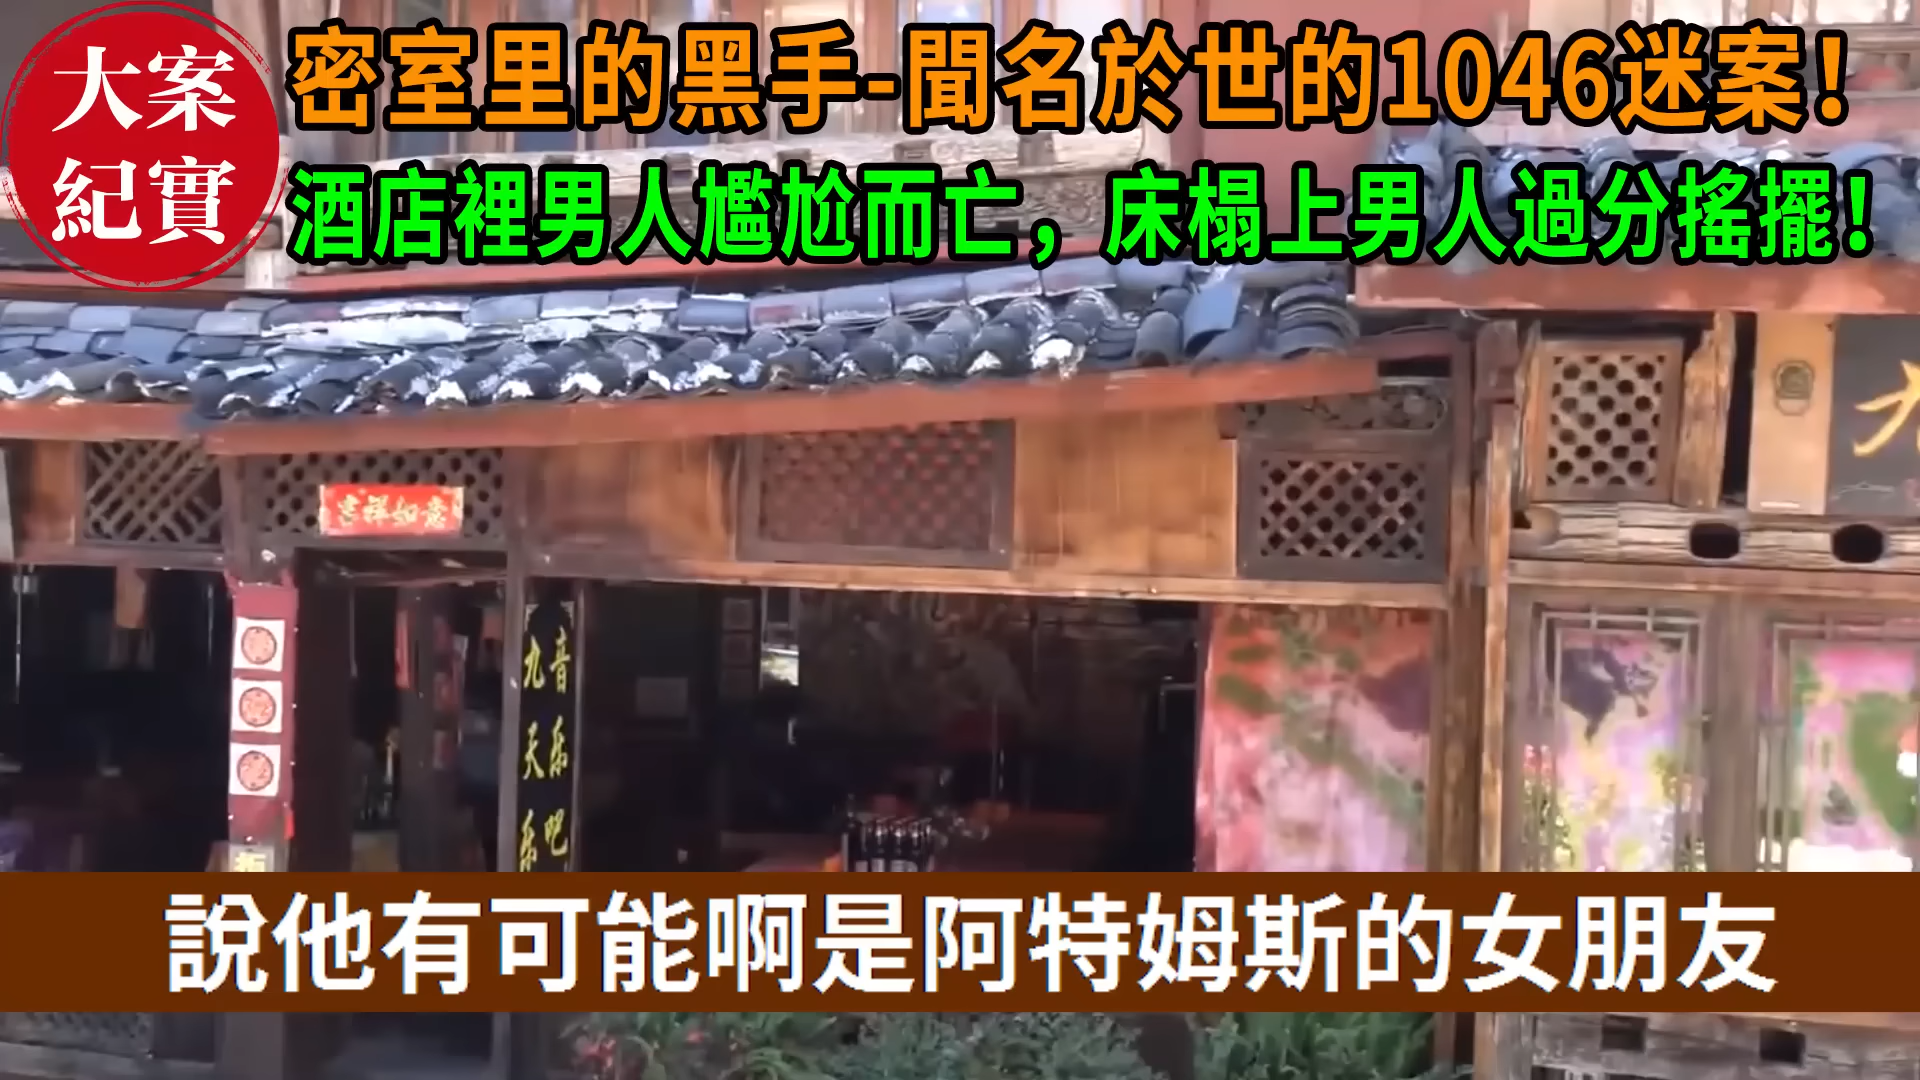 大案
紀實
密室里的黑手-聞名於世的1046迷案！
酒店裡男人尷尬而亡，床榻上男人過分搖擺！
吉祥如意
九天乐
音乐吧
九
說他有可能啊是阿特姆斯的女朋友